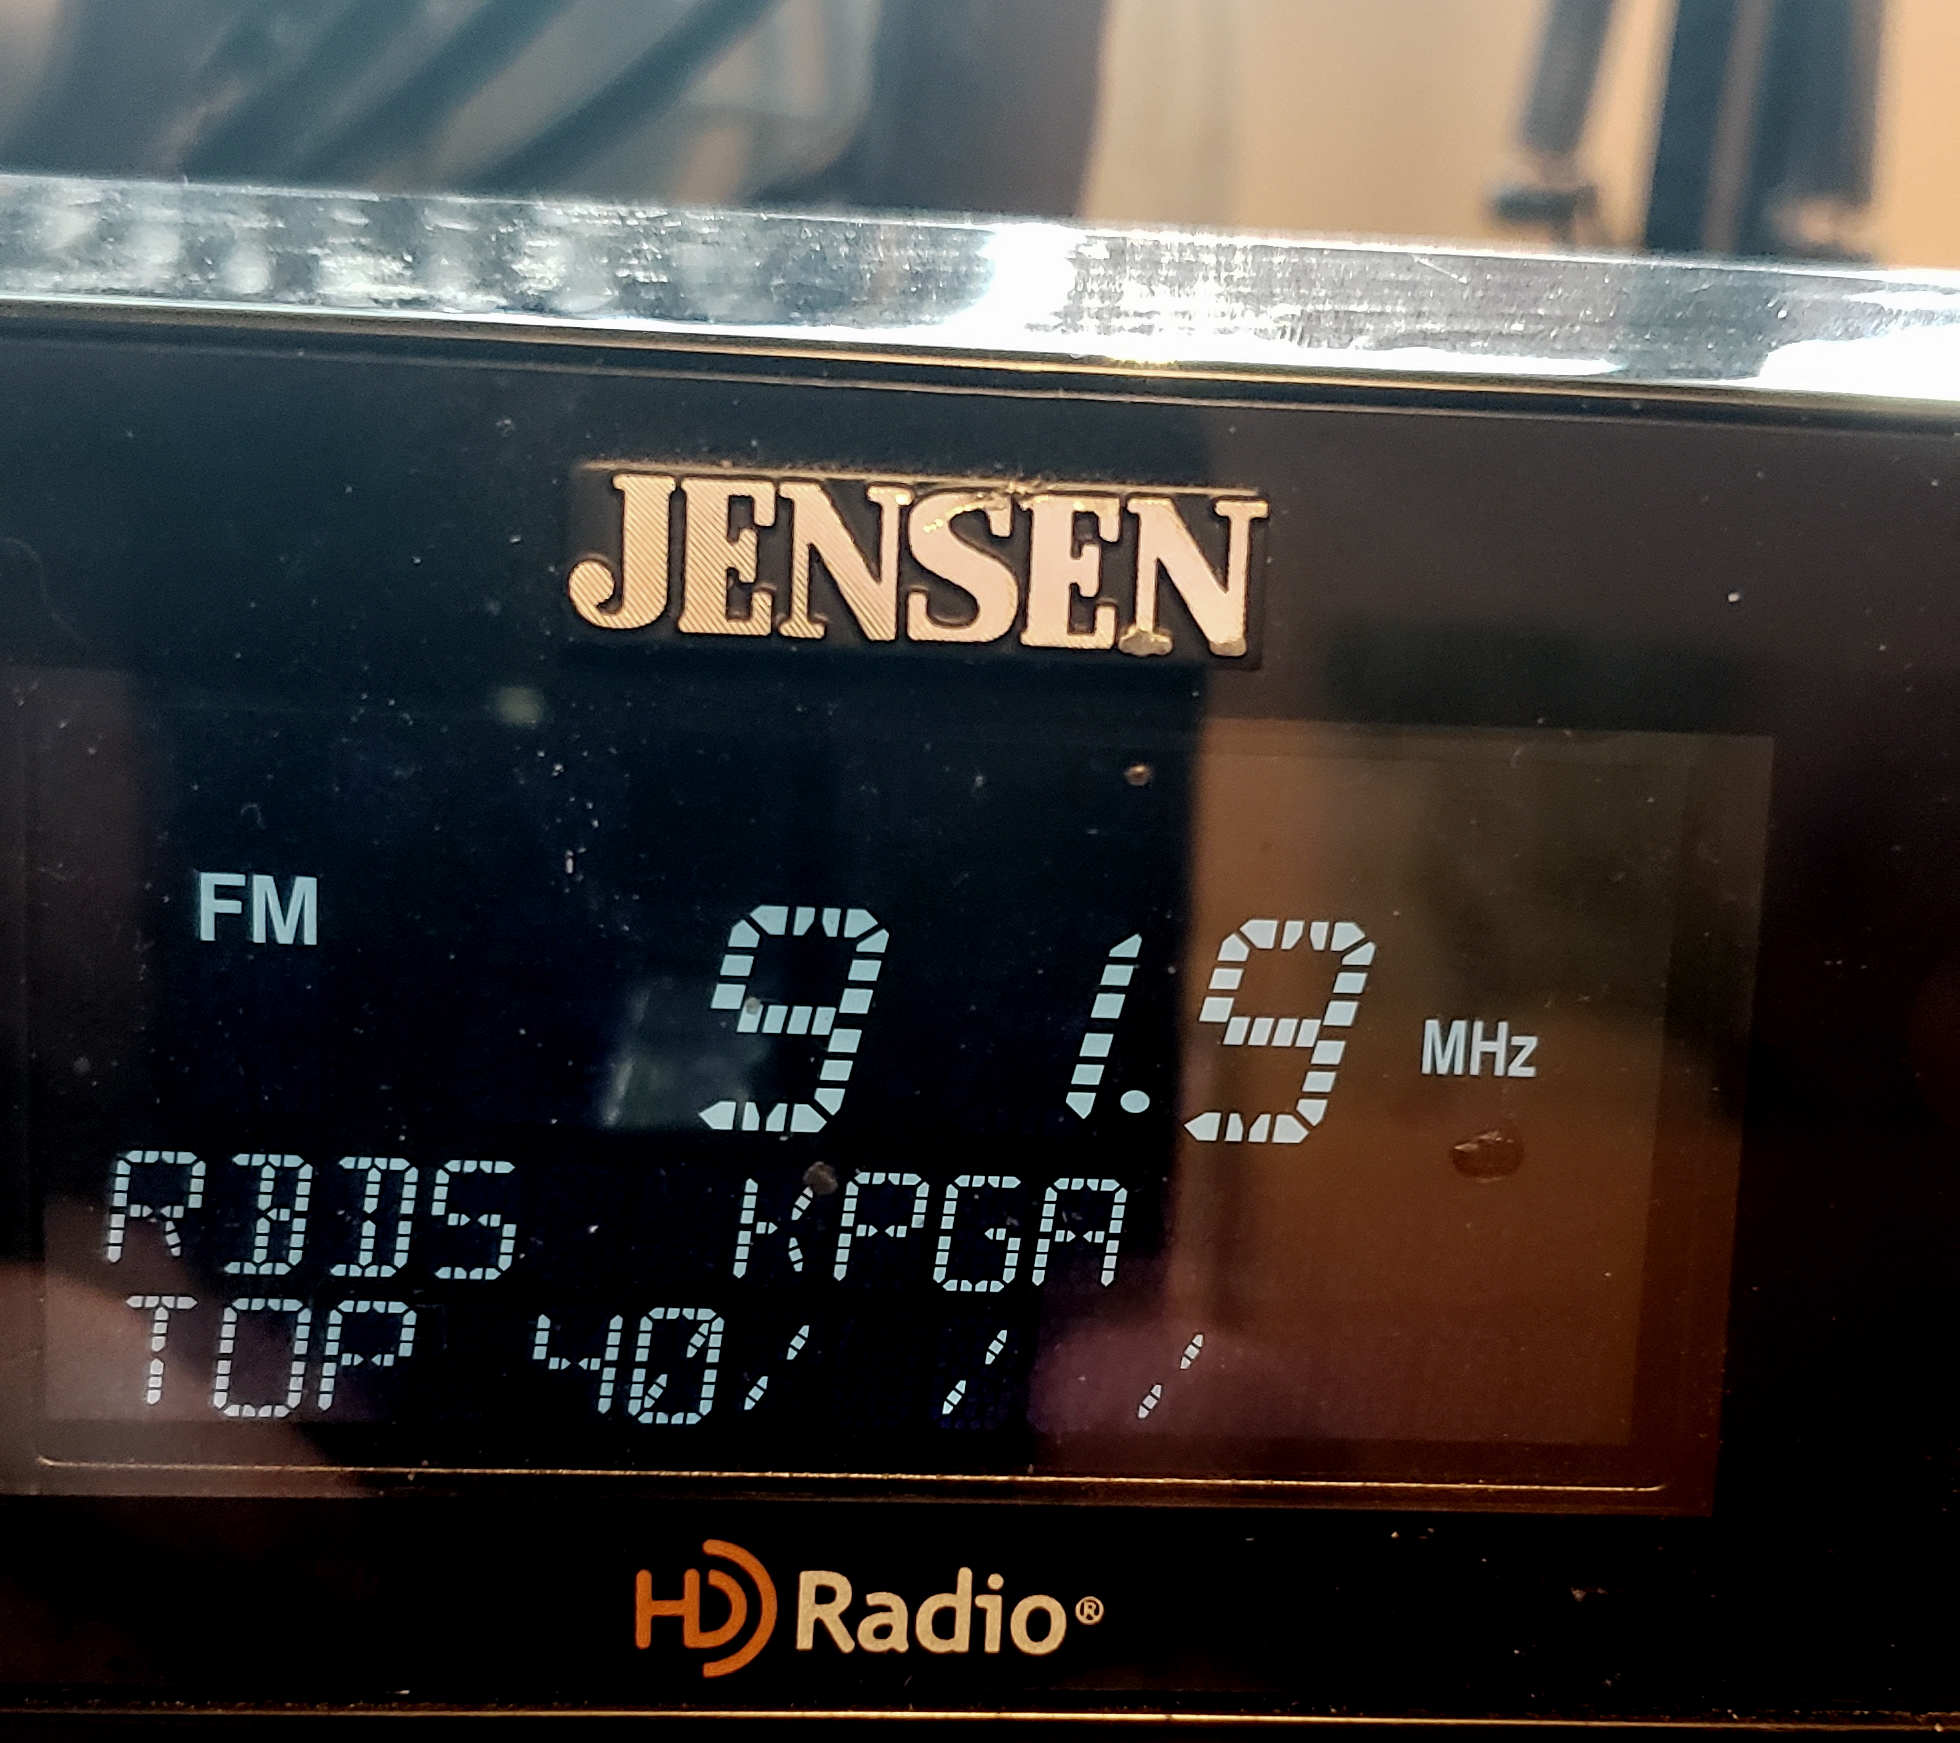 JENSEN
FM 91.9 MHz
RBDS KPGA
TOP 40/ / /
HD Radio®